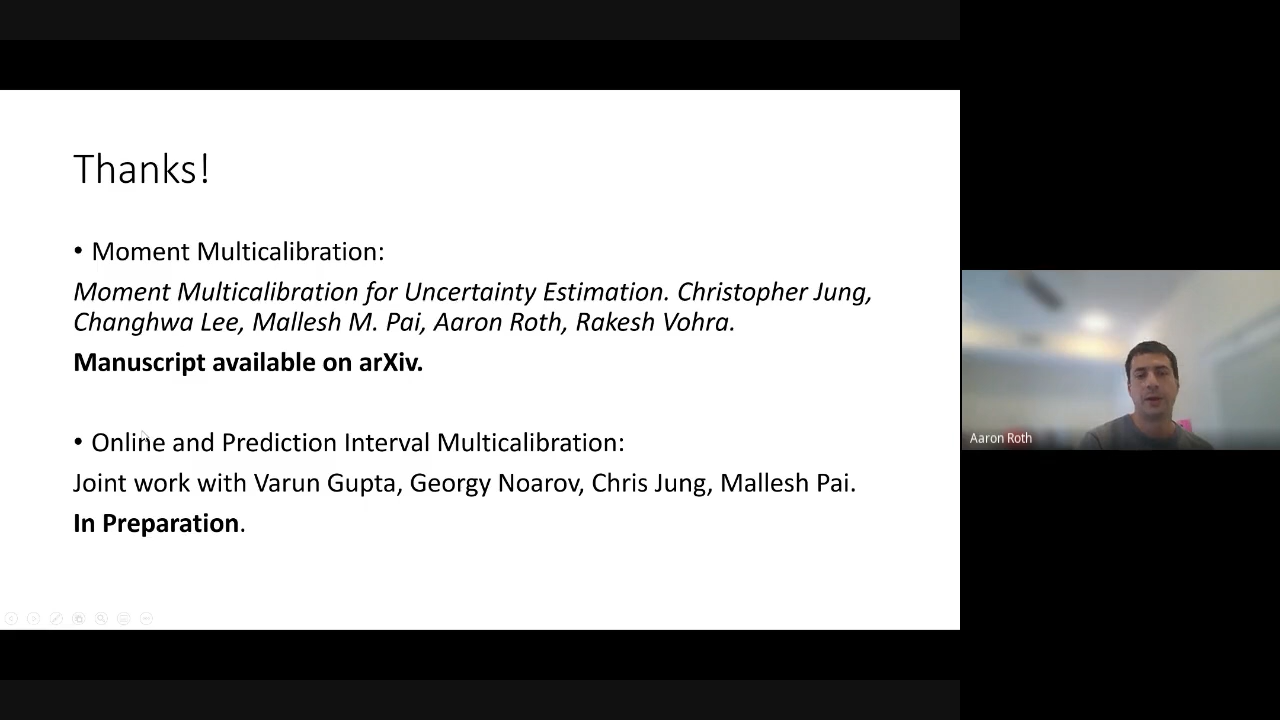 Thanks!
• Moment Multicalibration:
Moment Multicalibration for Uncertainty Estimation. Christopher Jung,
Changhwa Lee, Mallesh M. Pai, Aaron Roth, Rakesh Vohra.
Manuscript available on arXiv.
• Online and Prediction Interval Multicalibration:
Joint work with Varun Gupta, Georgy Noarov, Chris Jung, Mallesh Pai.
In Preparation.
Aaron Roth